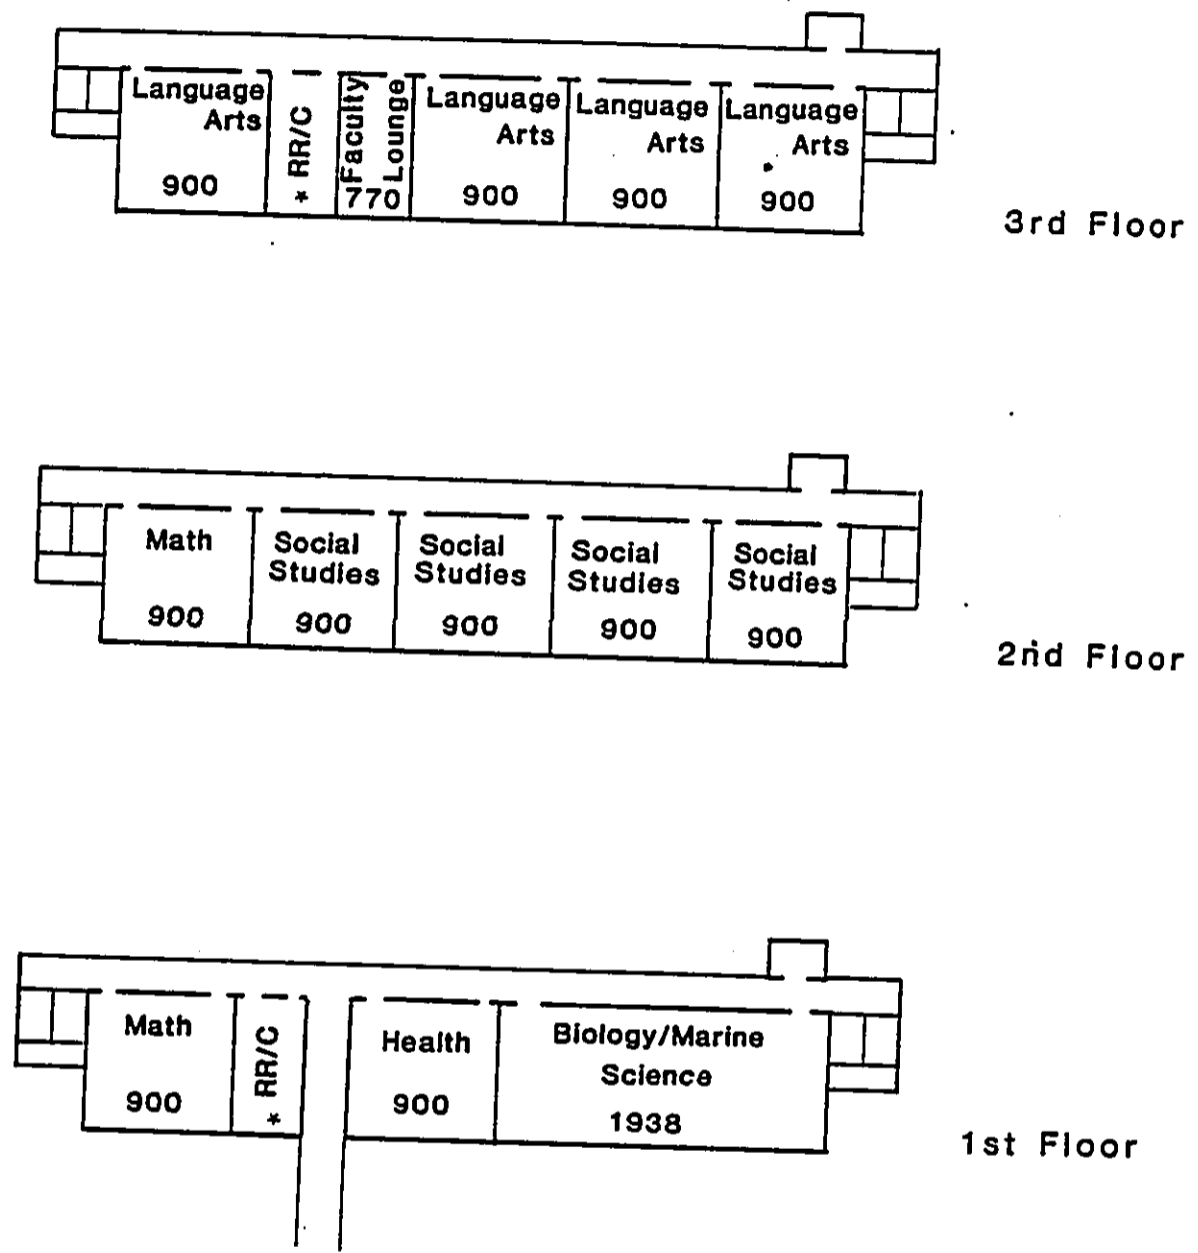 Language
Arts
900
* RR/C
Faculty
Lounge
770
Language
Arts
900
Language
Arts
900
Language
Arts
900
3rd Floor
Math
900
Social
Studies
900
Social
Studies
900
Social
Studies
900
Social
Studies
900
2nd Floor
Math
900
* RR/C
Health
900
Biology/Marine
Science
1938
1st Floor